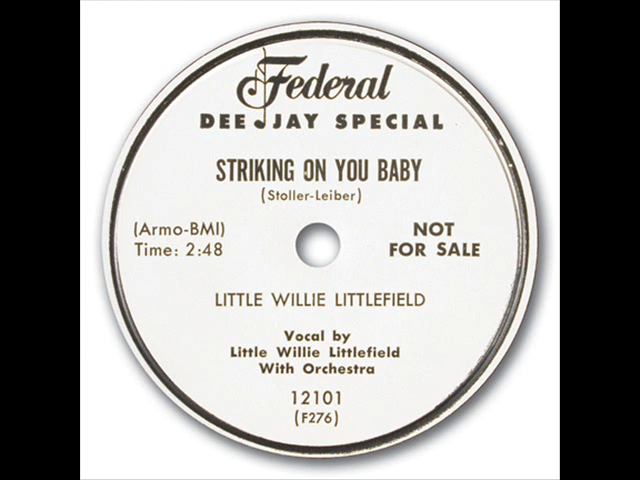 Federal
DEE JAY SPECIAL
STRIKING ON YOU BABY
(Stoller-Leiber)
(Armo-BMI)
Time: 2:48
NOT
FOR SALE
LITTLE WILLIE LITTLEFIELD
Vocal by
Little Willie Littlefield
With Orchestra
12101
(F276)